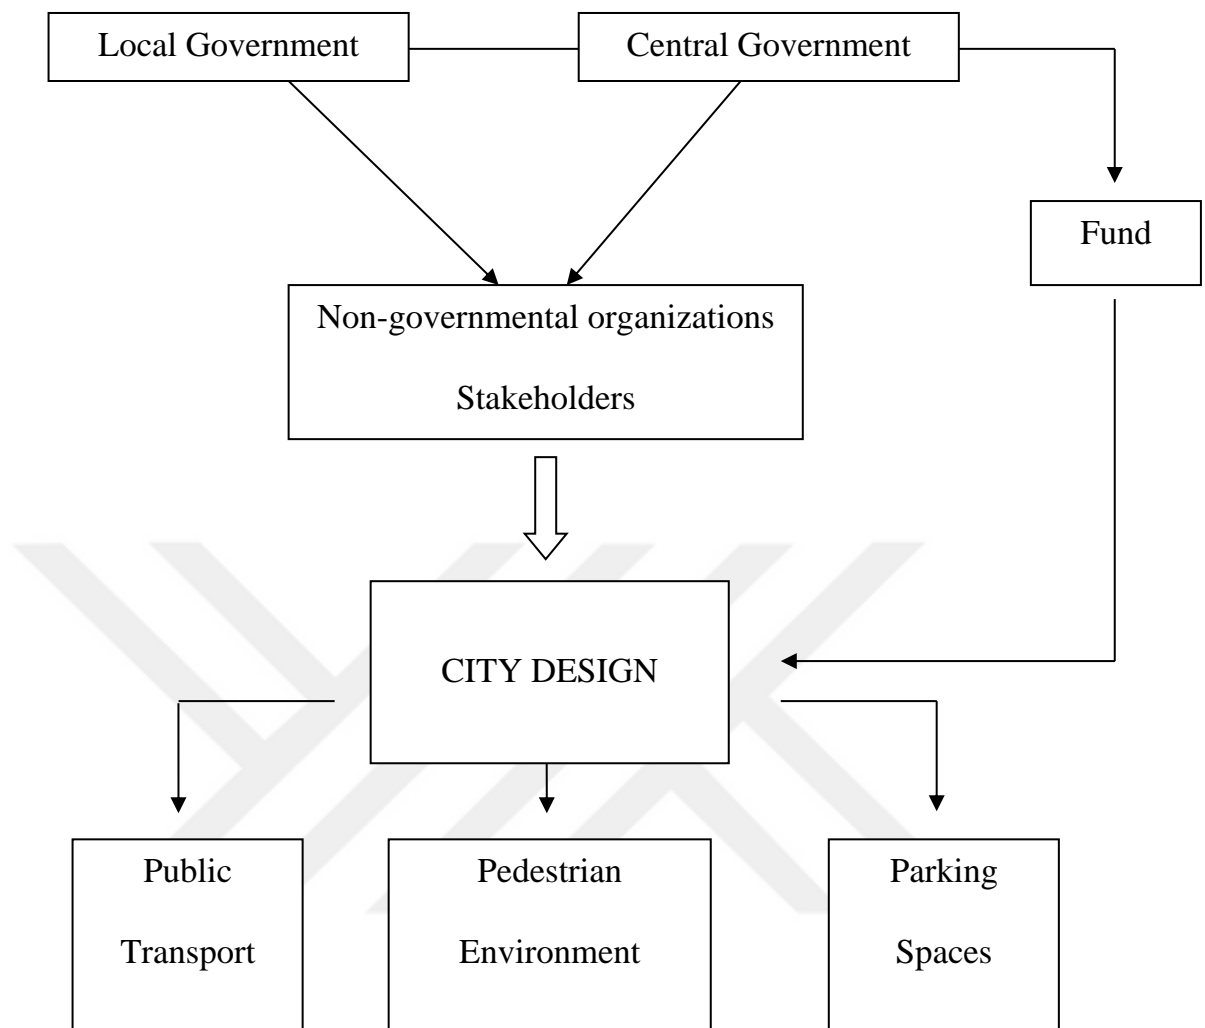 Local Government
Central Government
Fund
Non-governmental organizations
Stakeholders
CITY DESIGN
Public
Transport
Pedestrian
Environment
Parking
Spaces